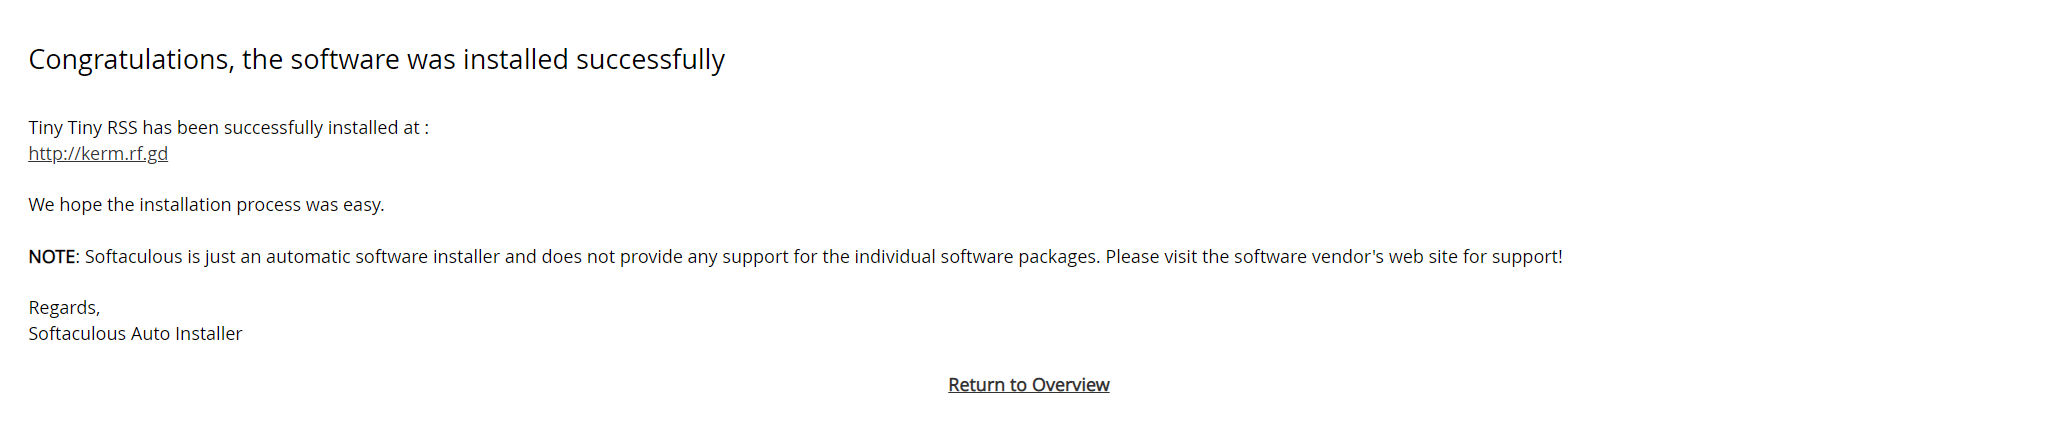 Congratulations, the software was installed successfully
Tiny Tiny RSS has been successfully installed at :
http://kerm.rf.gd
We hope the installation process was easy.
NOTE: Softaculous is just an automatic software installer and does not provide any support for the individual software packages. Please visit the software vendor's web site for support!
Regards,
Softaculous Auto Installer
Return to Overview